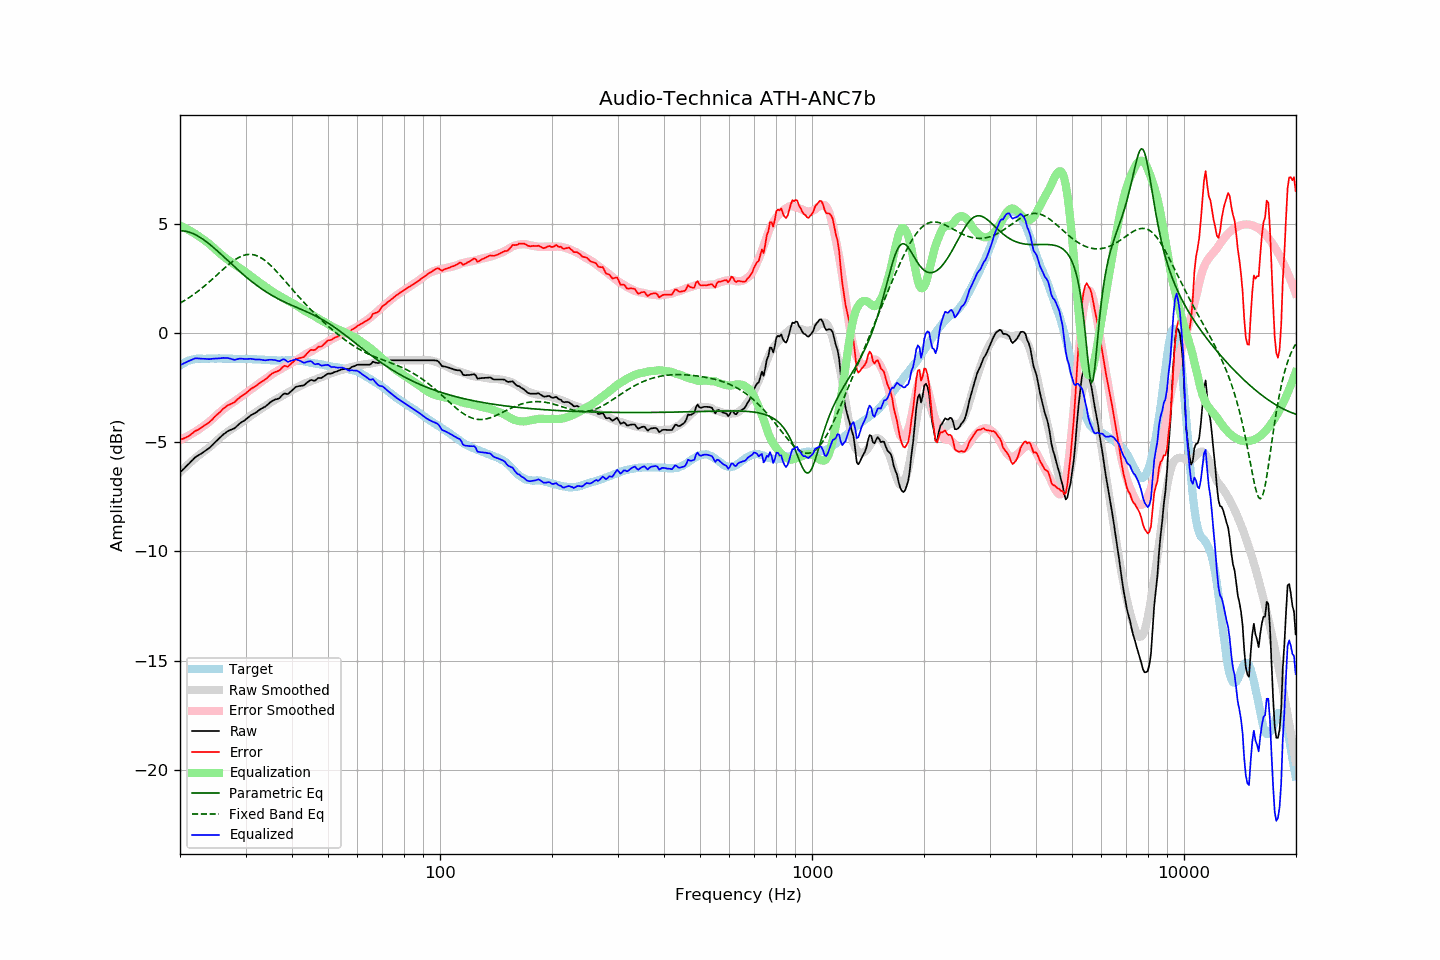 Audio-Technica ATH-ANC7b
Amplitude (dBr)
5
0
−5
−10
−15
−20
Target
Raw Smoothed
Error Smoothed
Raw
Error
Equalization
Parametric Eq
Fixed Band Eq
Equalized
100
1000
10000
Frequency (Hz)